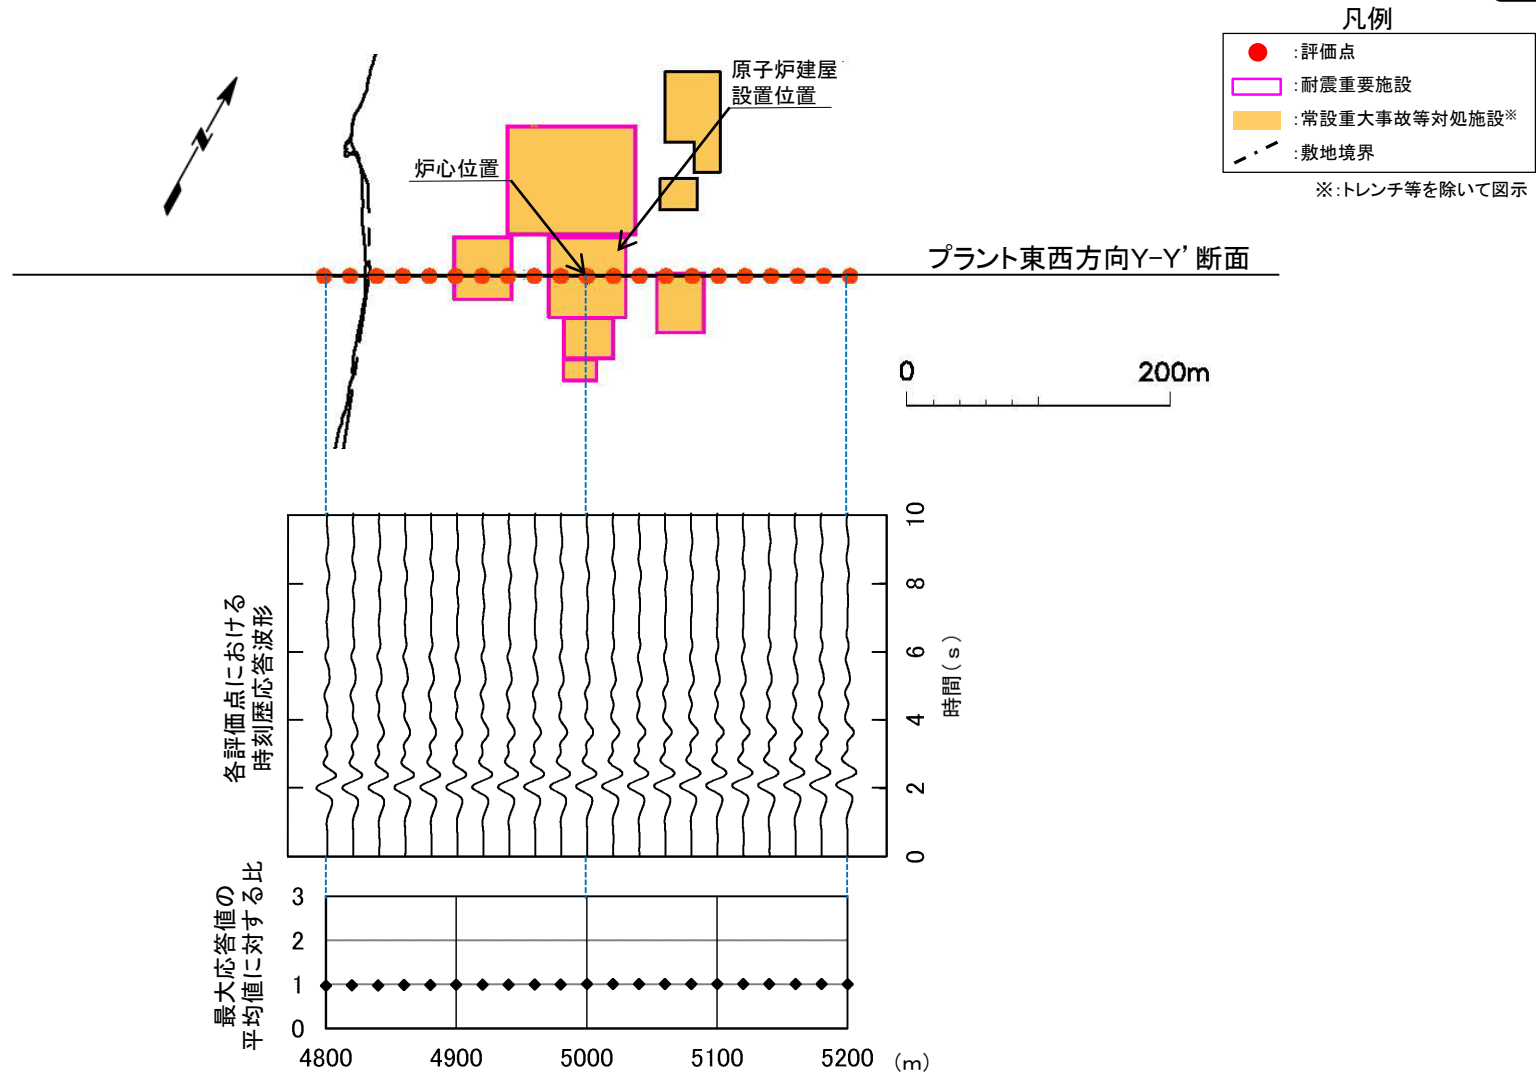 凡例
:評価点
:耐震重要施設
:常設重大事故等対処施設※
:敷地境界
※:トレンチ等を除いて図示
N
原子炉建屋
設置位置
炉心位置
プラント東西方向Y-Y’断面
0 200m
各評価点における
時刻歴応答波形
10
8
6
4
2
0
時間(s)
最大応答値の
平均値に対する比
3
2
1
0
4800 4900 5000 5100 5200 (m)